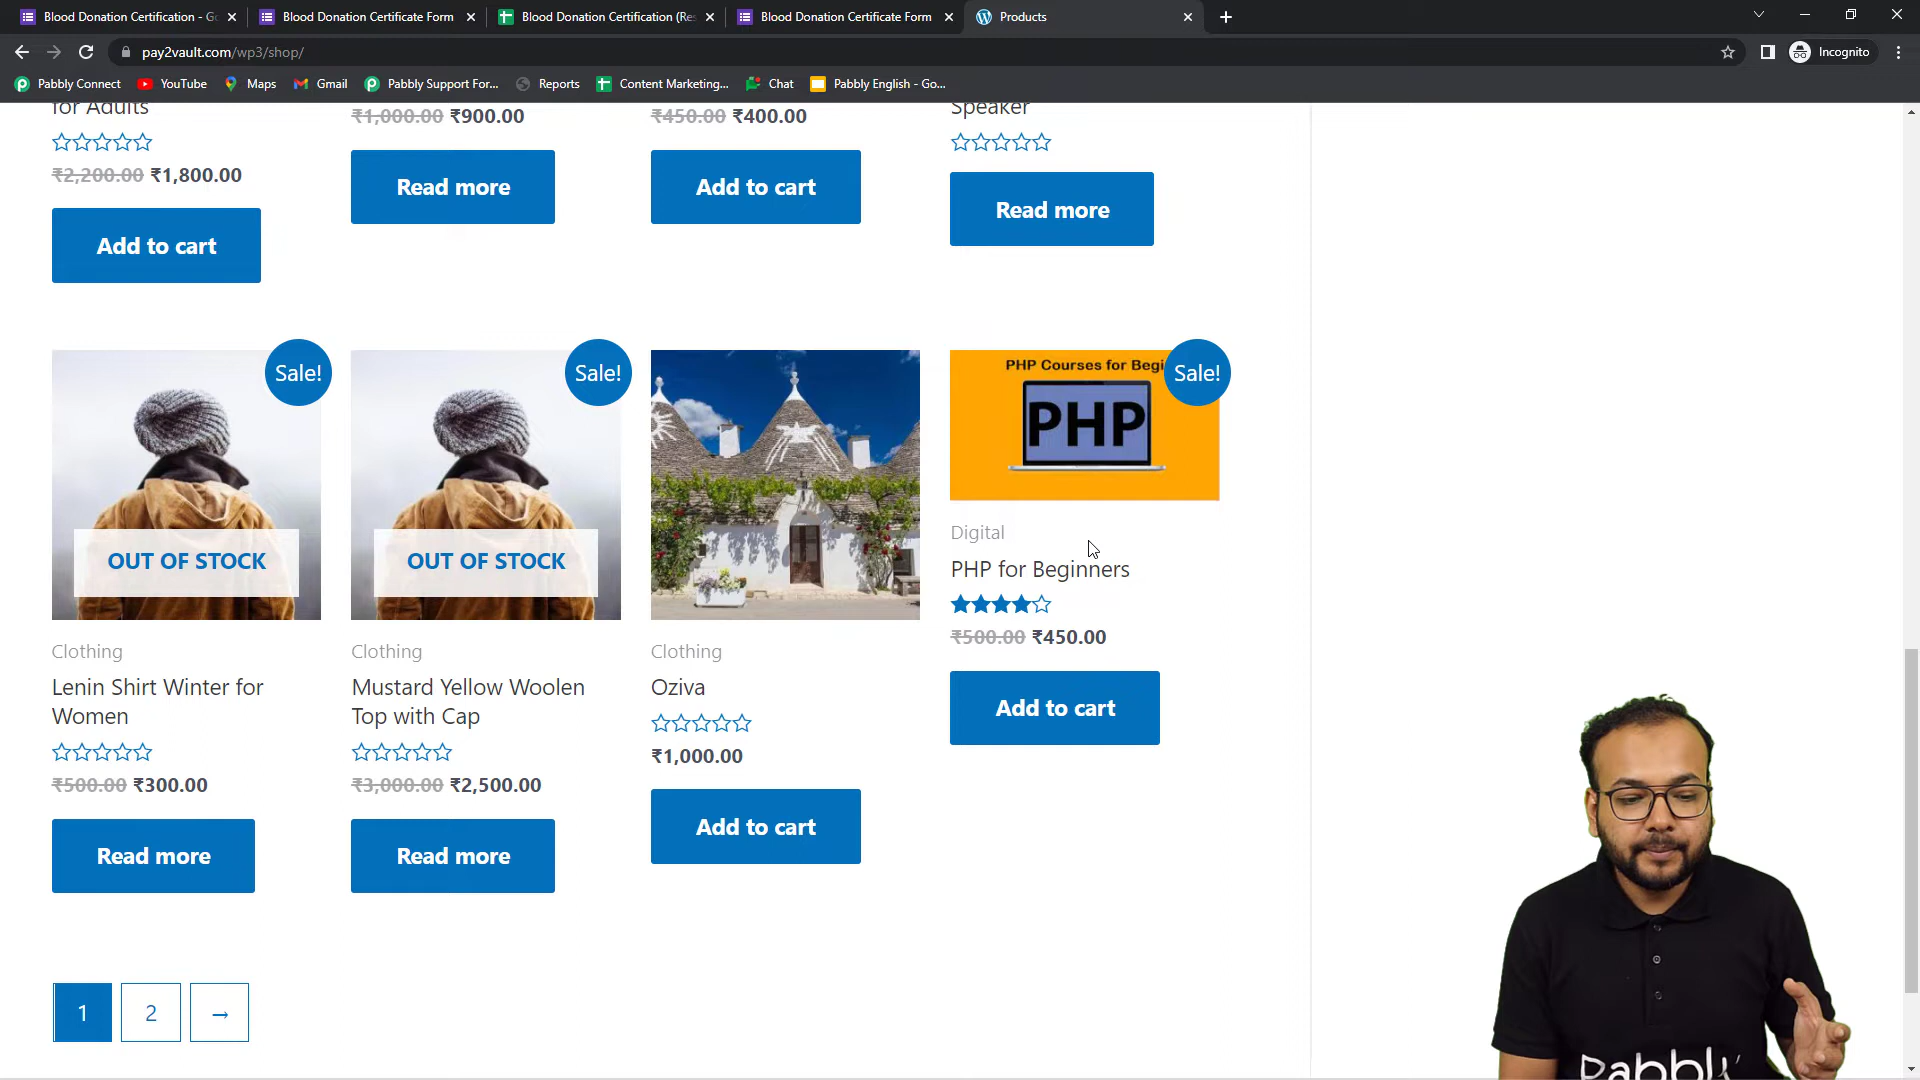 Blood Donation Certification - Go
Blood Donation Certificate Form
Blood Donation Certification (Res
Blood Donation Certificate Form
Products
pay2vault.com/wp3/shop/
Incognito
Pabbly Connect
YouTube
Maps
Gmail
Pabbly Support For...
Reports
Content Marketing...
Chat
Pabbly English - Go...
for Adults
₹2,200.00 ₹1,800.00
Add to cart
₹1,000.00 ₹900.00
Read more
₹450.00 ₹400.00
Add to cart
Speaker
Read more
Sale!
OUT OF STOCK
Clothing
Lenin Shirt Winter for
Women
₹500.00 ₹300.00
Read more
Sale!
OUT OF STOCK
Clothing
Mustard Yellow Woolen
Top with Cap
₹3,000.00 ₹2,500.00
Read more
Clothing
Oziva
₹1,000.00
Add to cart
PHP Courses for Begi
PHP
Sale!
Digital
PHP for Beginners
₹500.00 ₹450.00
Add to cart
1
2
→
Pabbly